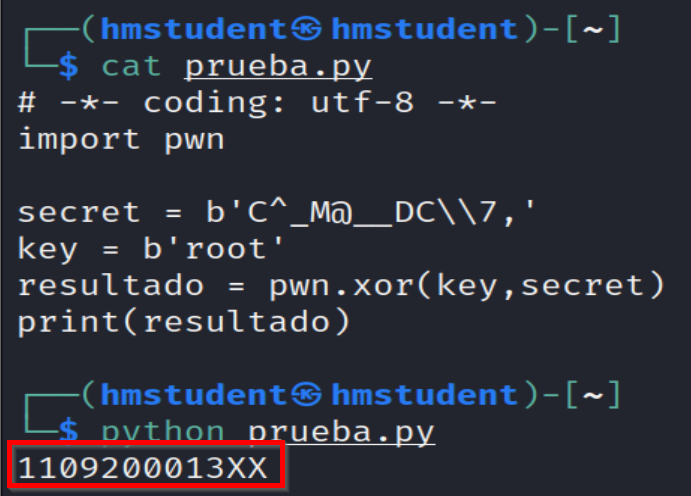 ┌──(hmstudent㉿hmstudent)-[~]
└─$ cat prueba.py
# -*- coding: utf-8 -*-
import pwn

secret = b'C^_M@__DC\\7,'
key = b'root'
resultado = pwn.xor(key,secret)
print(resultado)

┌──(hmstudent㉿hmstudent)-[~]
└─$ python prueba.py
1109200013XX